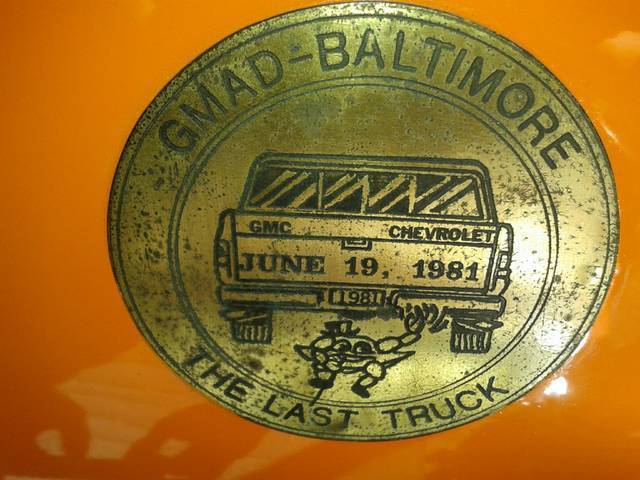 GMAD-BALTIMORE
GMC CHEVROLET
JUNE 19, 1981
1981
THE LAST TRUCK